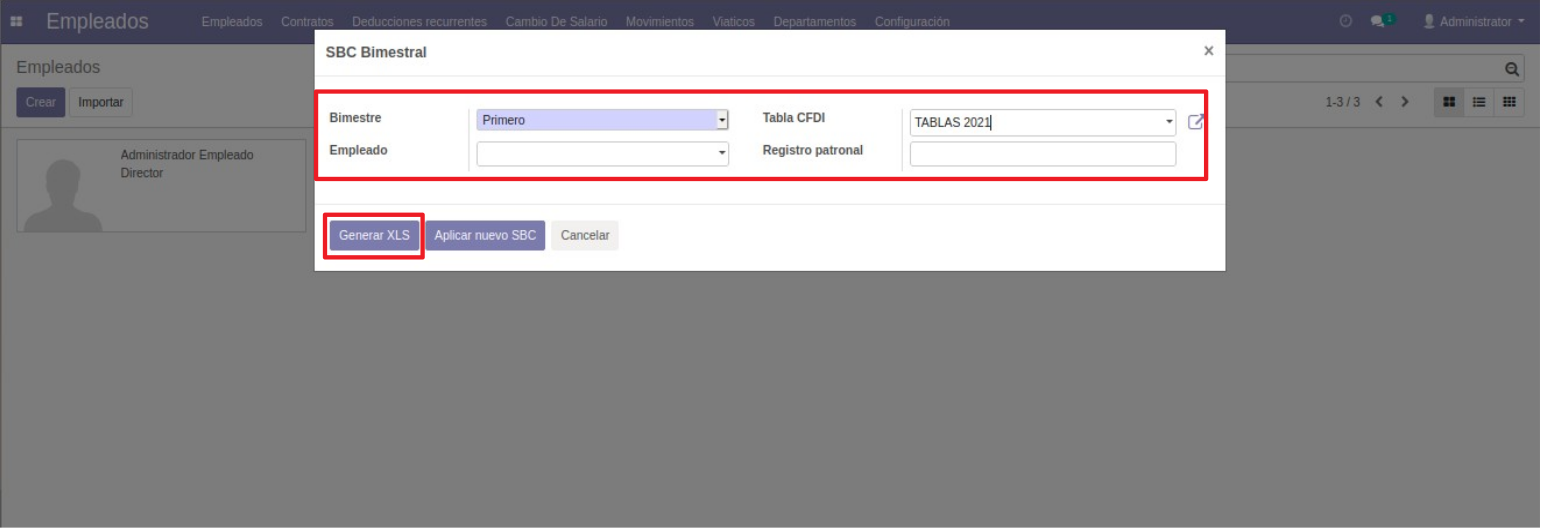 Empleados Empleados Contratos Deducciones recurrentes Cambio De Salario Movimientos Viaticos Departamentos Configuración 1 Administrator
SBC Bimestral ×
Empleados
Crear Importar 1-3 / 3
Bimestre Primero Tabla CFDI TABLAS 2021
Empleado Registro patronal
Administrador Empleado
Director
Generar XLS Aplicar nuevo SBC Cancelar